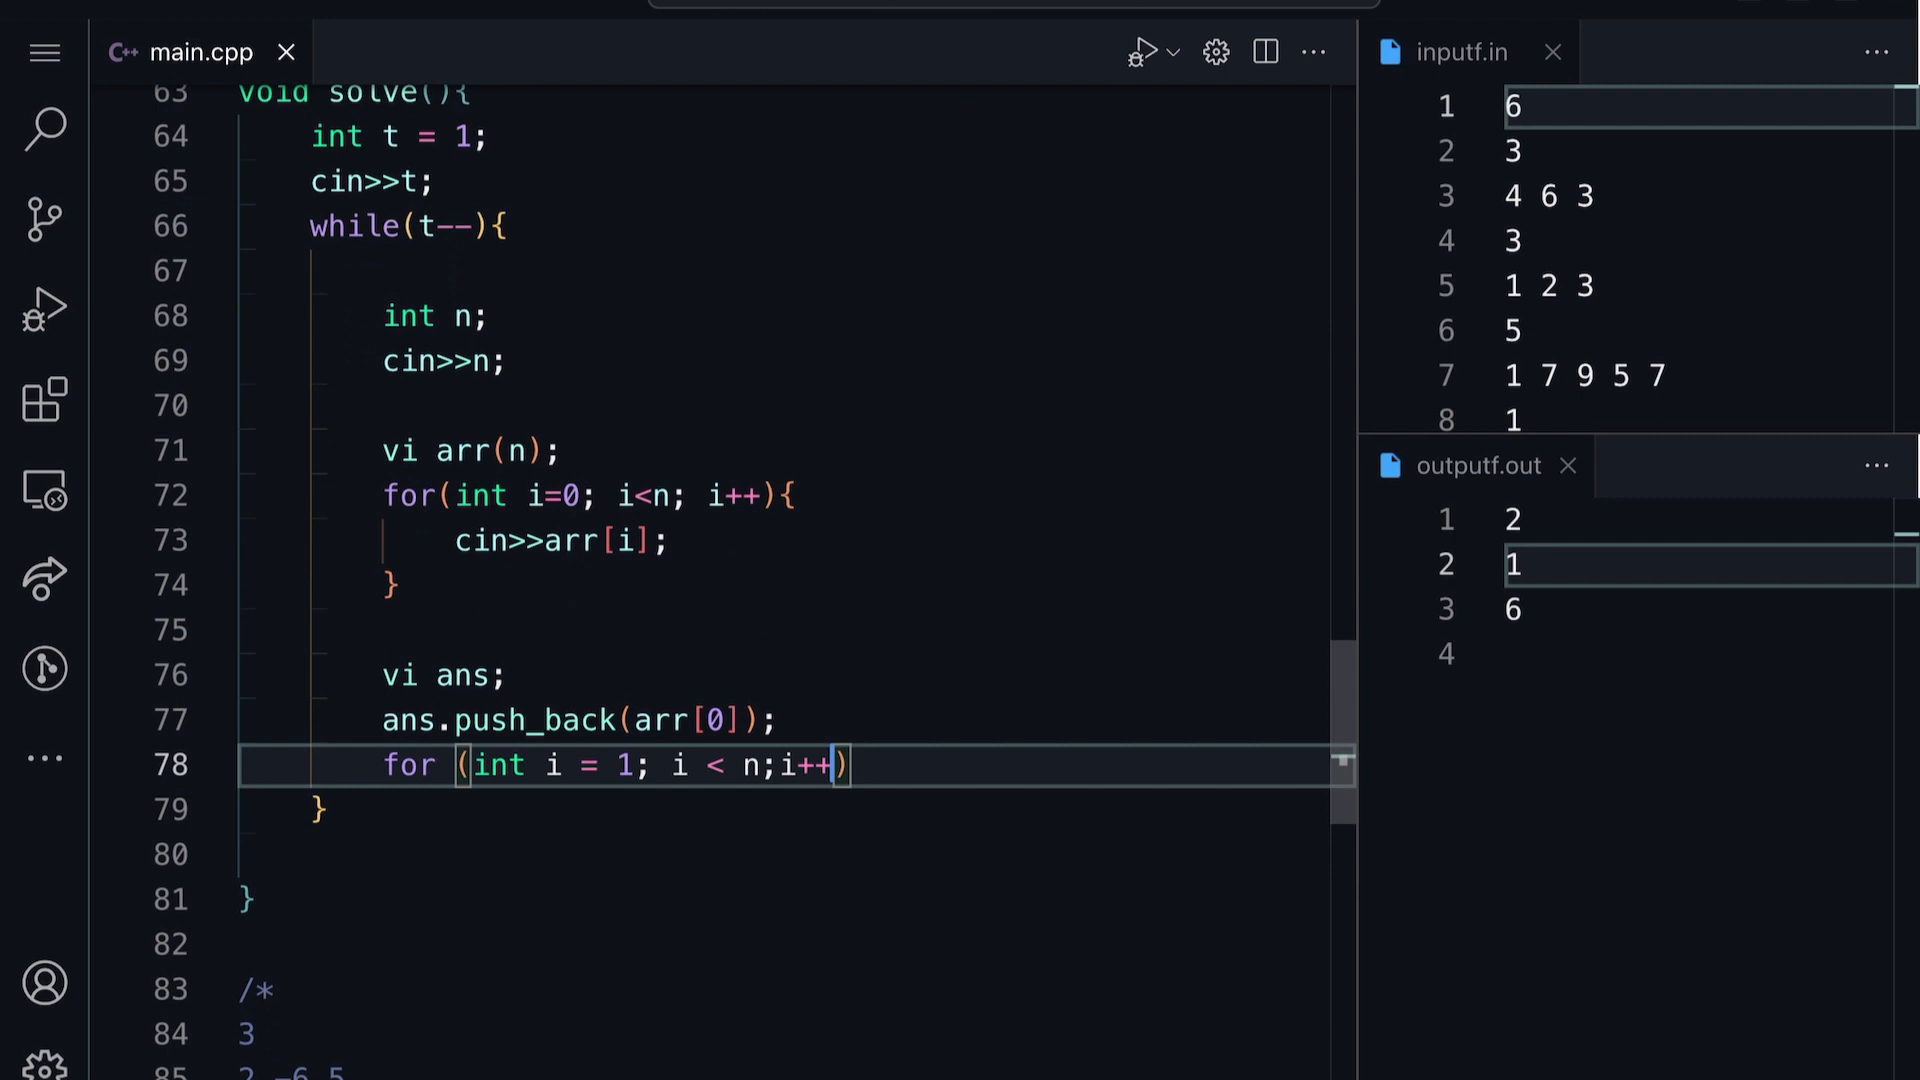 C++ main.cpp
63 void solve(){
64 int t = 1;
65 cin>>t;
66 while(t--){
67
68 int n;
69 cin>>n;
70
71 vi arr(n);
72 for(int i=0; i<n; i++){
73 cin>>arr[i];
74 }
75
76 vi ans;
77 ans.push_back(arr[0]);
78 for (int i = 1; i < n;i++)
79 }
80
81 }
82
83 /*
84 3
85 2 -6 5
inputf.in
1 6
2 3
3 4 6 3
4 3
5 1 2 3
6 5
7 1 7 9 5 7
8 1
outputf.out
1 2
2 1
3 6
4